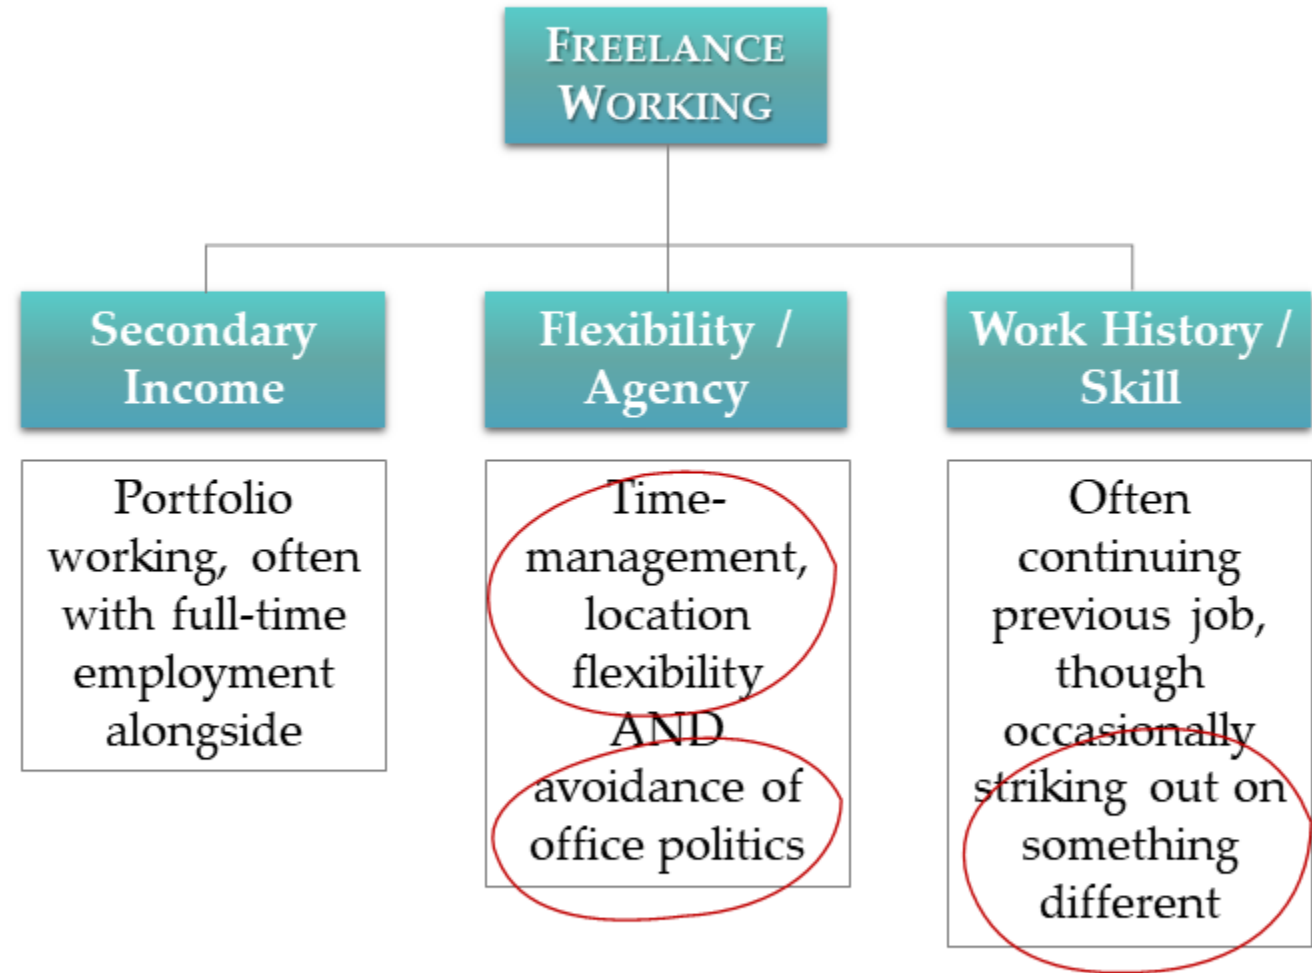 FREELANCE
WORKING
Secondary
Income
Portfolio
working, often
with full-time
employment
alongside
Flexibility /
Agency
Time-
management,
location
flexibility
AND
avoidance of
office politics
Work History /
Skill
Often
continuing
previous job,
though
occasionally
striking out on
something
different